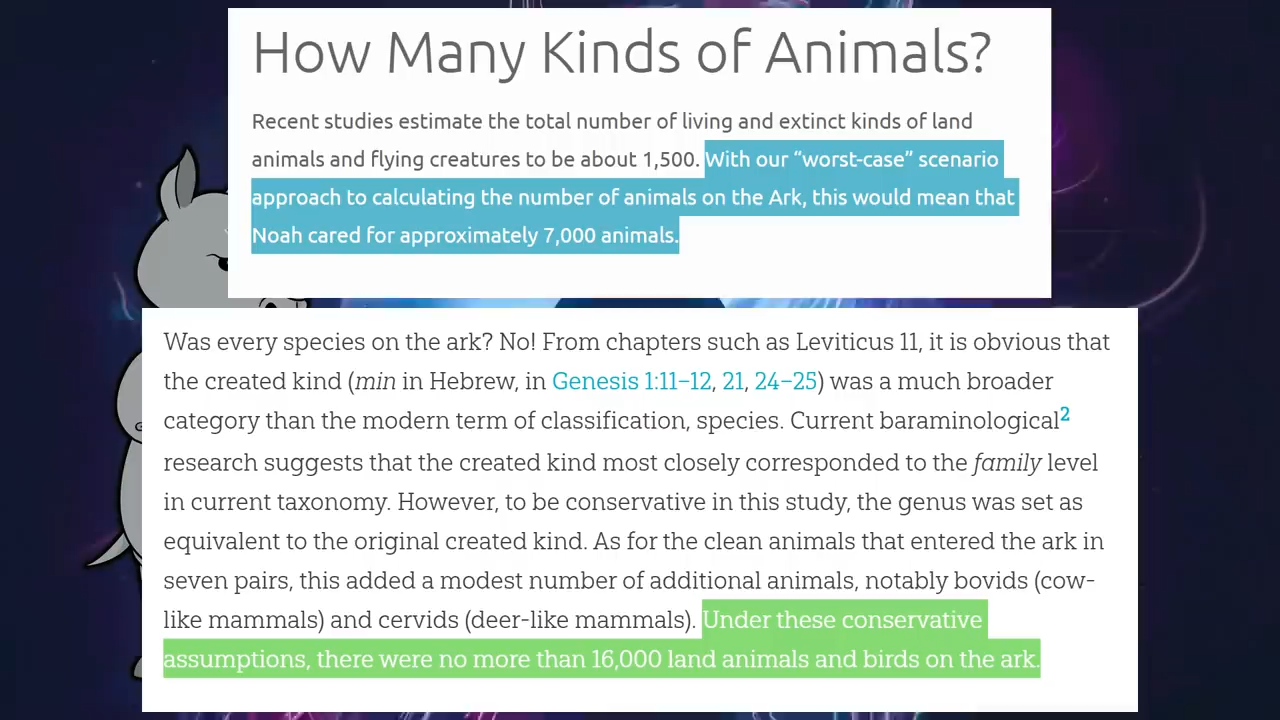 How Many Kinds of Animals?
Recent studies estimate the total number of living and extinct kinds of land
animals and flying creatures to be about 1,500. With our “worst-case” scenario
approach to calculating the number of animals on the Ark, this would mean that
Noah cared for approximately 7,000 animals.
Was every species on the ark? No! From chapters such as Leviticus 11, it is obvious that
the created kind (min in Hebrew, in Genesis 1:11–12, 21, 24–25) was a much broader
category than the modern term of classification, species. Current baraminological2
research suggests that the created kind most closely corresponded to the family level
in current taxonomy. However, to be conservative in this study, the genus was set as
equivalent to the original created kind. As for the clean animals that entered the ark in
seven pairs, this added a modest number of additional animals, notably bovids (cow-
like mammals) and cervids (deer-like mammals). Under these conservative
assumptions, there were no more than 16,000 land animals and birds on the ark.